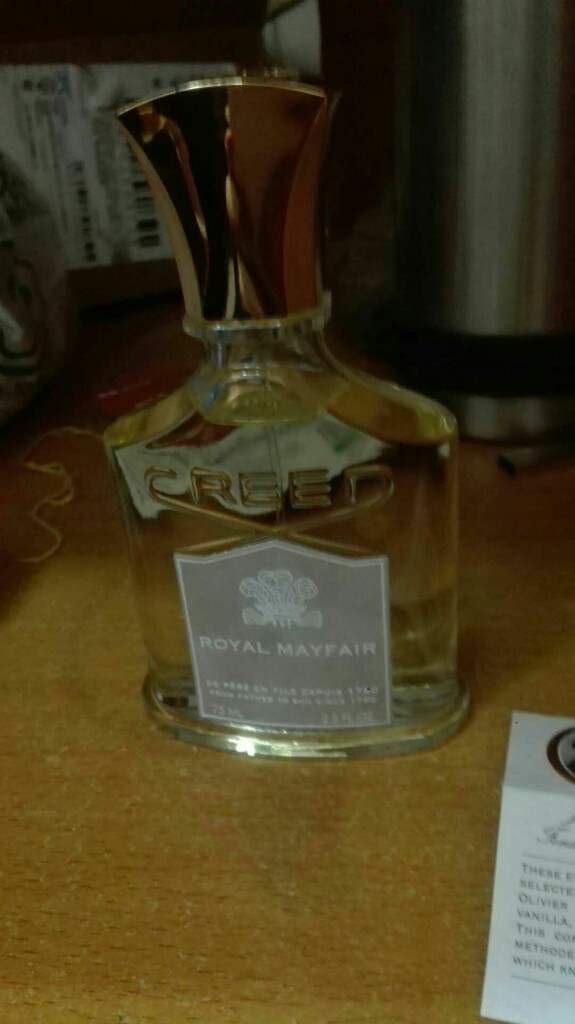 CREED
ROYAL MAYFAIR
DE PÈRE EN FILS DEPUIS 1760
FROM FATHER TO SON SINCE 1760
75 ML 2.5 FL.OZ.
THESE E
SELECTE
OLIVIER
VANILLA,
THIS CO
METHODE
WHICH KN